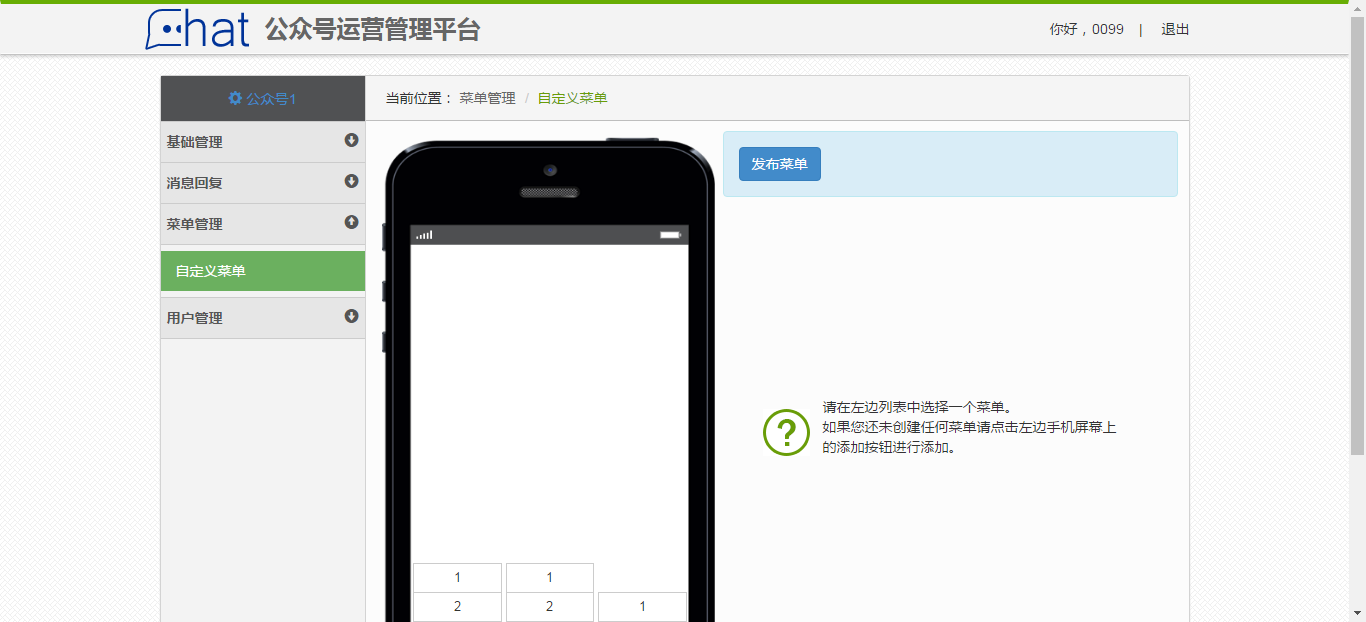 Chat 公众号运营管理平台
你好，0099 | 退出
公众号1
当前位置： 菜单管理 / 自定义菜单
基础管理
消息回复
菜单管理
自定义菜单
用户管理
发布菜单
请在左边列表中选择一个菜单。
如果您还未创建任何菜单请点击左边手机屏幕上
的添加按钮进行添加。
1 1
2 2 1